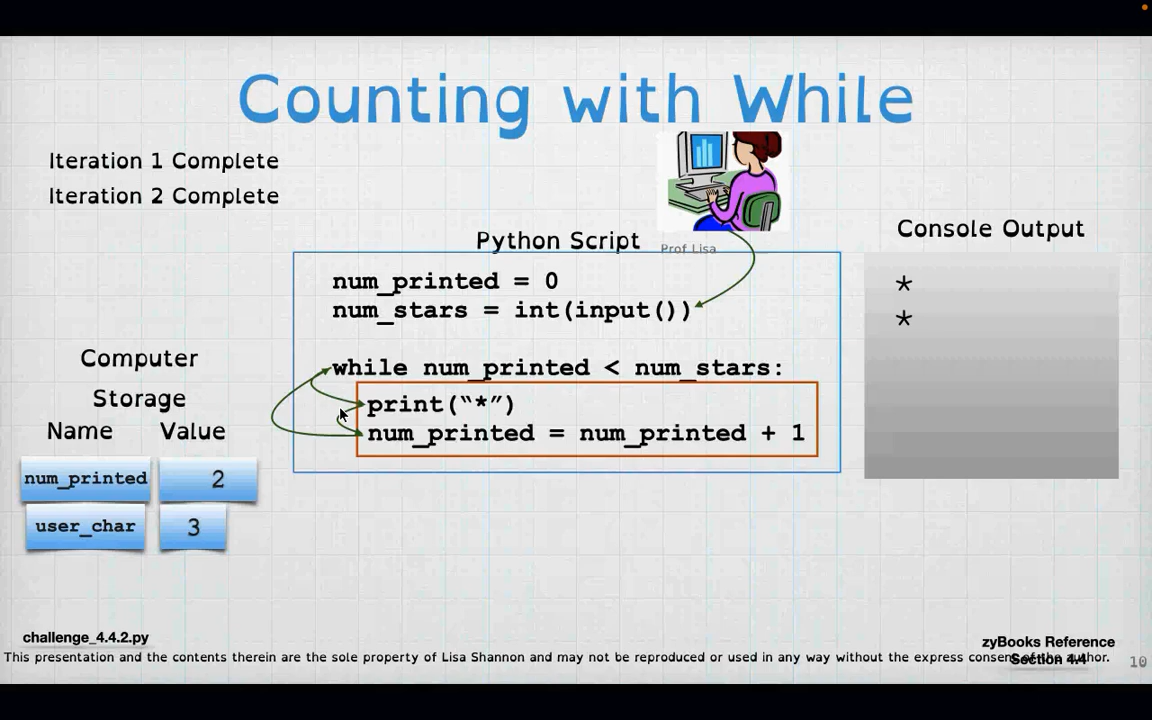 Counting with While
Iteration 1 Complete
Iteration 2 Complete
Python Script
Prof Lisa
Console Output
num_printed = 0
num_stars = int(input())
while num_printed < num_stars:
print(“*”)
num_printed = num_printed + 1
*
*
Computer
Storage
Name Value
num_printed 2
user_char 3
challenge_4.4.2.py
zyBooks Reference
Section 4.4
This presentation and the contents therein are the sole property of Lisa Shannon and may not be reproduced or used in any way without the express consent of the author.
10